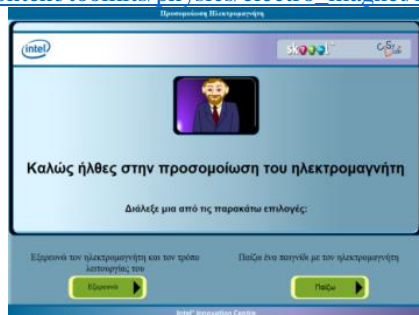 Προσομοίωση Ηλεκτρομαγνήτη
intel
skoool
Καλώς ήλθες στην προσομοίωση του ηλεκτρομαγνήτη
Διάλεξε μια από τις παρακάτω επιλογές:
Εξερευνώ τον ηλεκτρομαγνήτη και τον τρόπο
λειτουργίας του
Παίζω ένα παιχνίδι με τον ηλεκτρομαγνήτη
Εξερευνώ
Παίζω
Intel® Innovation Centre